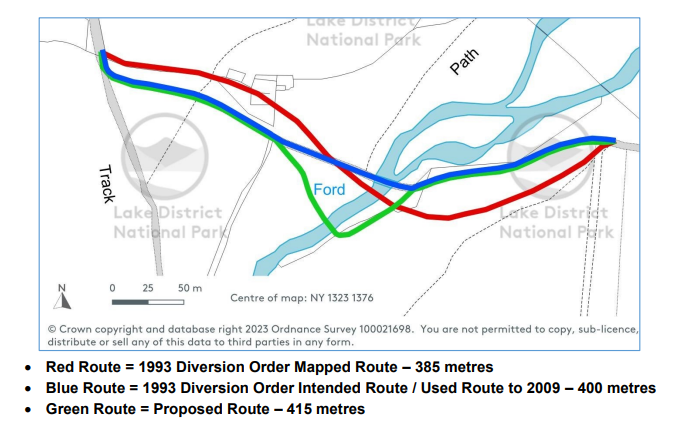 Lake District
National Park
Path
Track
Ford
Lake District
National Park
Lake District
National Park
N
0 25 50 m
Centre of map: NY 1323 1376
© Crown copyright and database right 2023 Ordnance Survey 100021698. You are not permitted to copy, sub-licence,
distribute or sell any of this data to third parties in any form.
• Red Route = 1993 Diversion Order Mapped Route – 385 metres
• Blue Route = 1993 Diversion Order Intended Route / Used Route to 2009 – 400 metres
• Green Route = Proposed Route – 415 metres